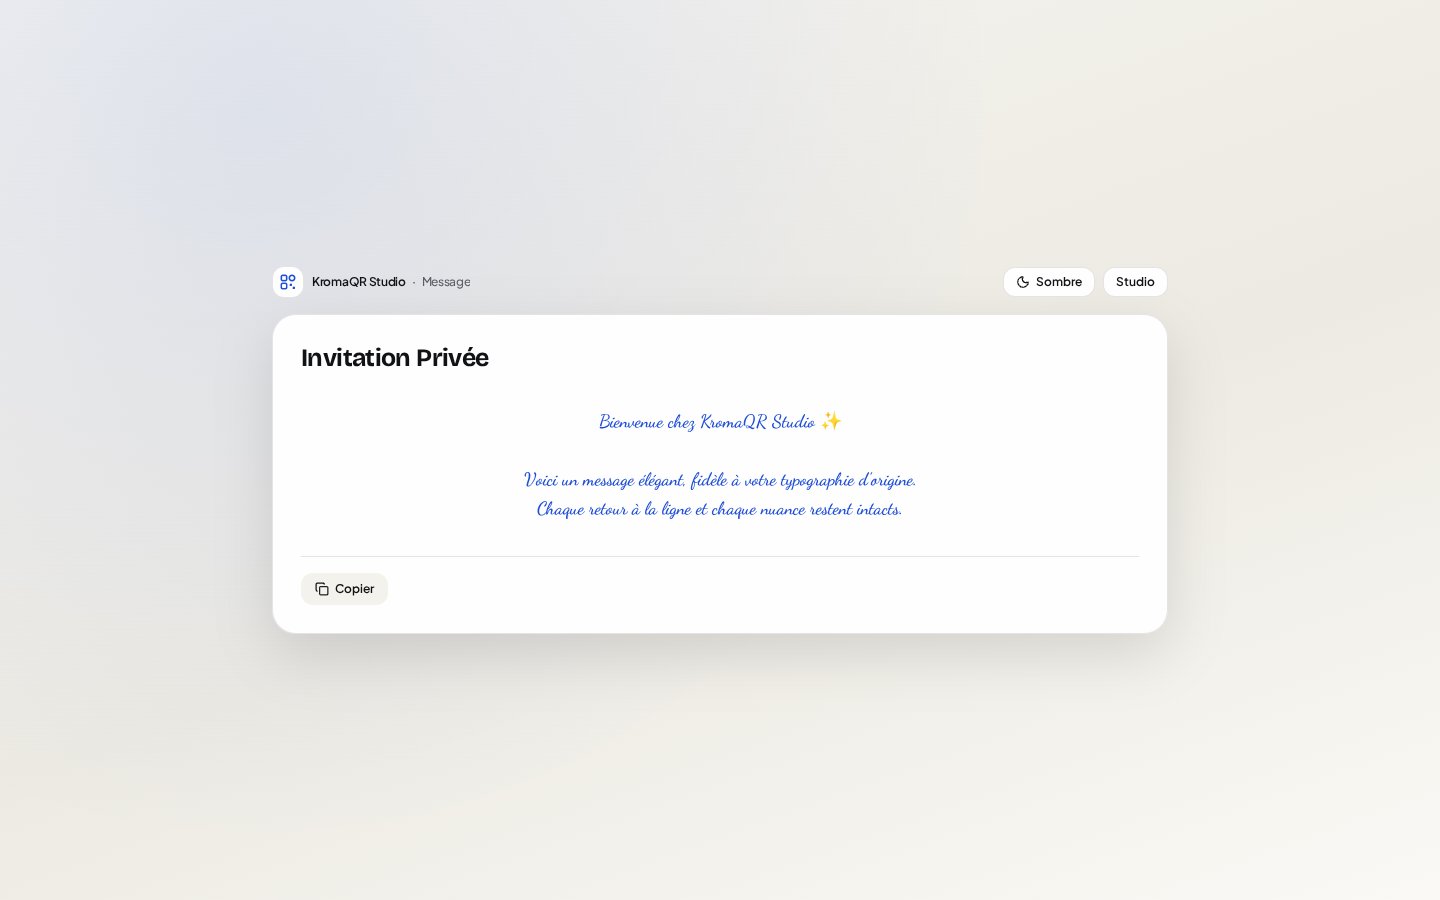 KromaQR Studio · Message
Sombre
Studio
Invitation Privée
Bienvenue chez KromaQR Studio ✨
Voici un message élégant, fidèle à votre typographie d'origine.
Chaque retour à la ligne et chaque nuance restent intacts.
Copier